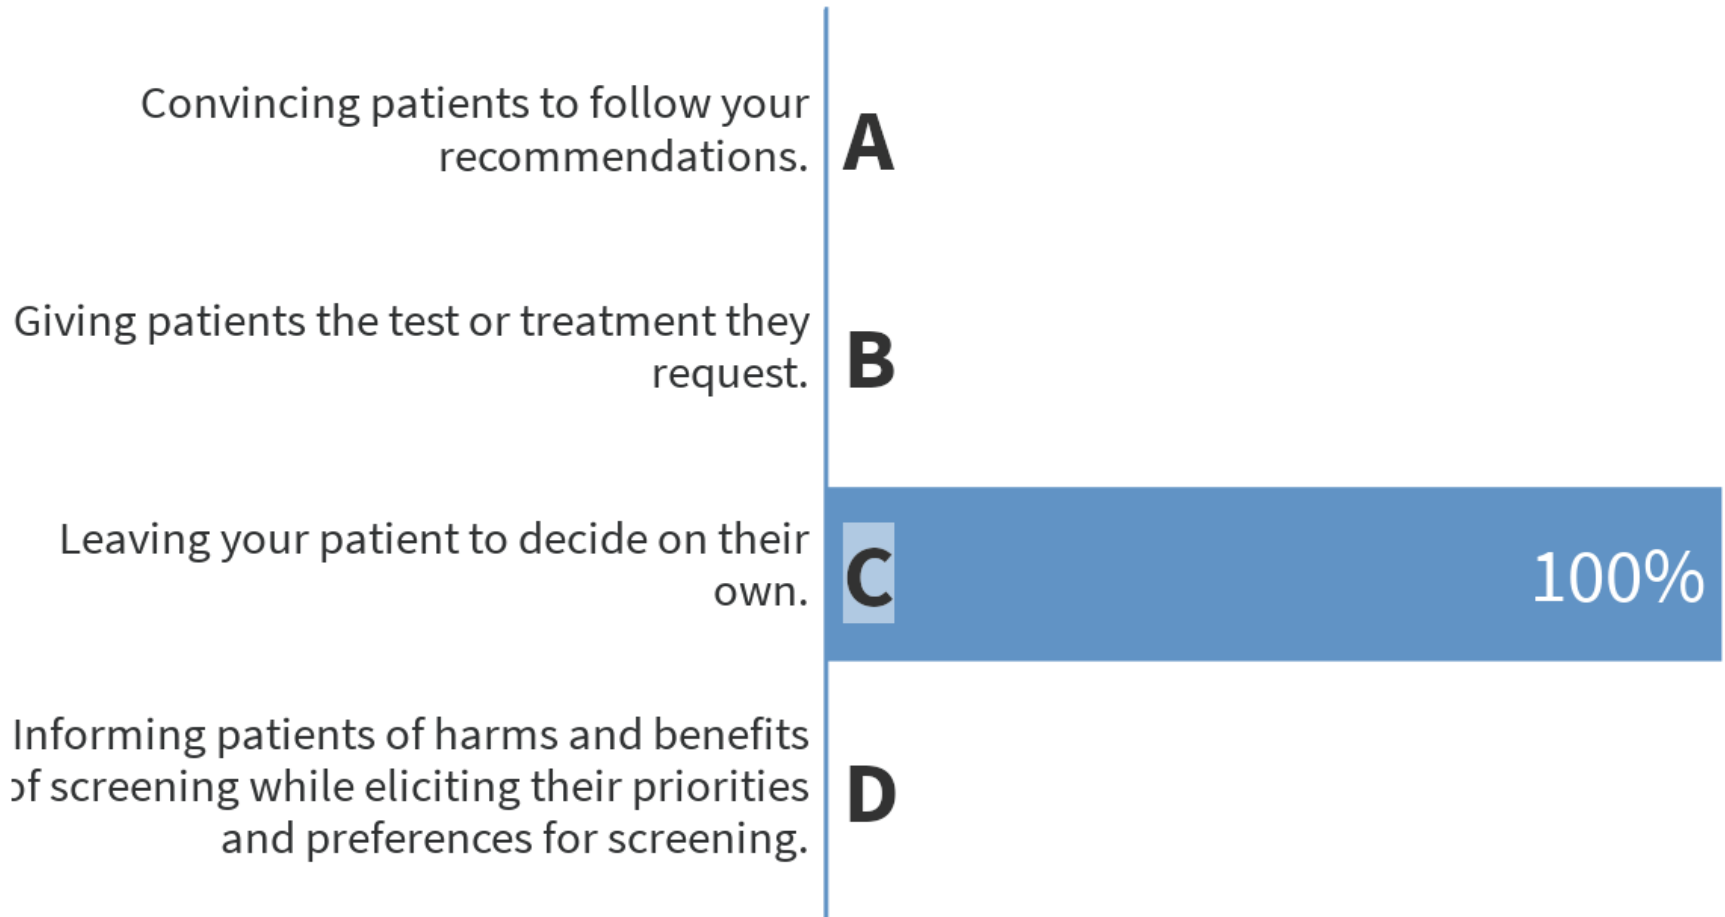 Convincing patients to follow your
recommendations.
A
Giving patients the test or treatment they
request.
B
Leaving your patient to decide on their
own.
C
100%
Informing patients of harms and benefits
of screening while eliciting their priorities
and preferences for screening.
D